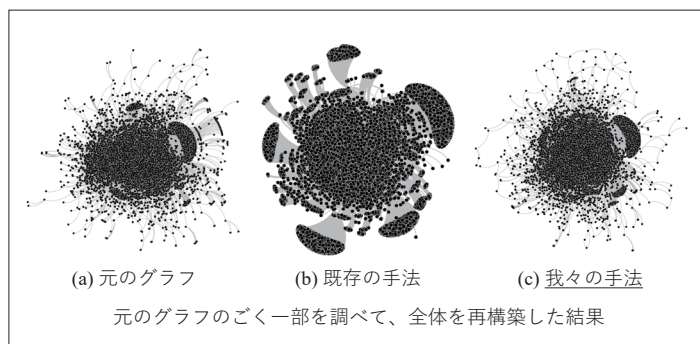 (a) 元のグラフ
(b) 既存の手法
(c) 我々の手法
元のグラフのごく一部を調べて、全体を再構築した結果